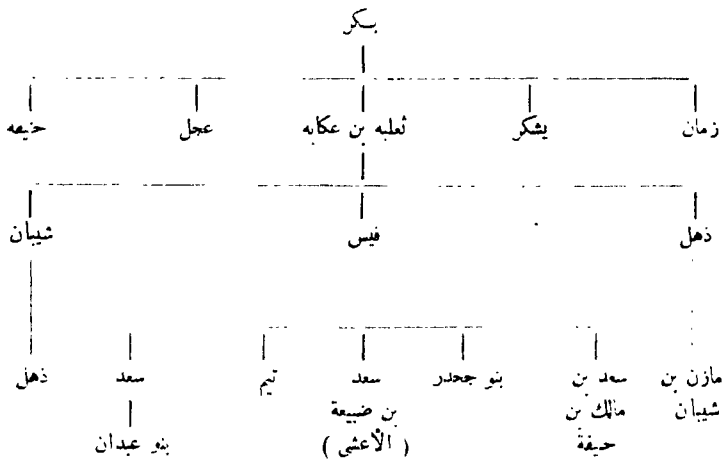 بكر
زمان يشكر ثعلبه بن عكابه عجل حنيفه
ذهل قيس شيبان
مازن بن سعد بن بنو جحدر سعد تيم سعد ذهل
شيبان مالك بن بن ضبيعة بنو عبدان
حيفة ( الأعشى )